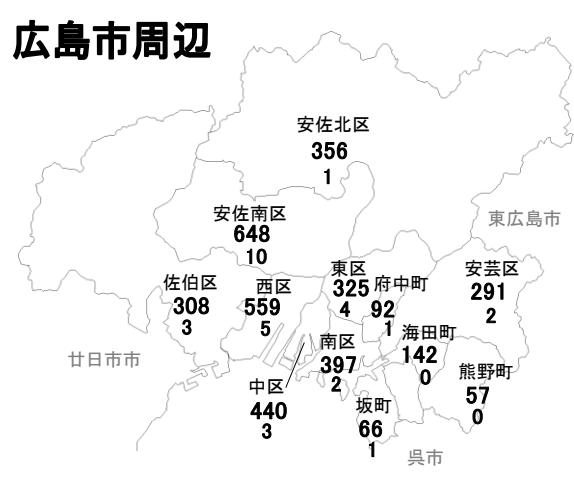 広島市周辺
安佐北区
356
1
安佐南区
648
10
東広島市
佐伯区
308
3
西区
559
5
東区
325
4
府中町
92
1
安芸区
291
2
海田町
142
0
南区
397
2
熊野町
57
0
廿日市市
中区
440
3
坂町
66
1
呉市